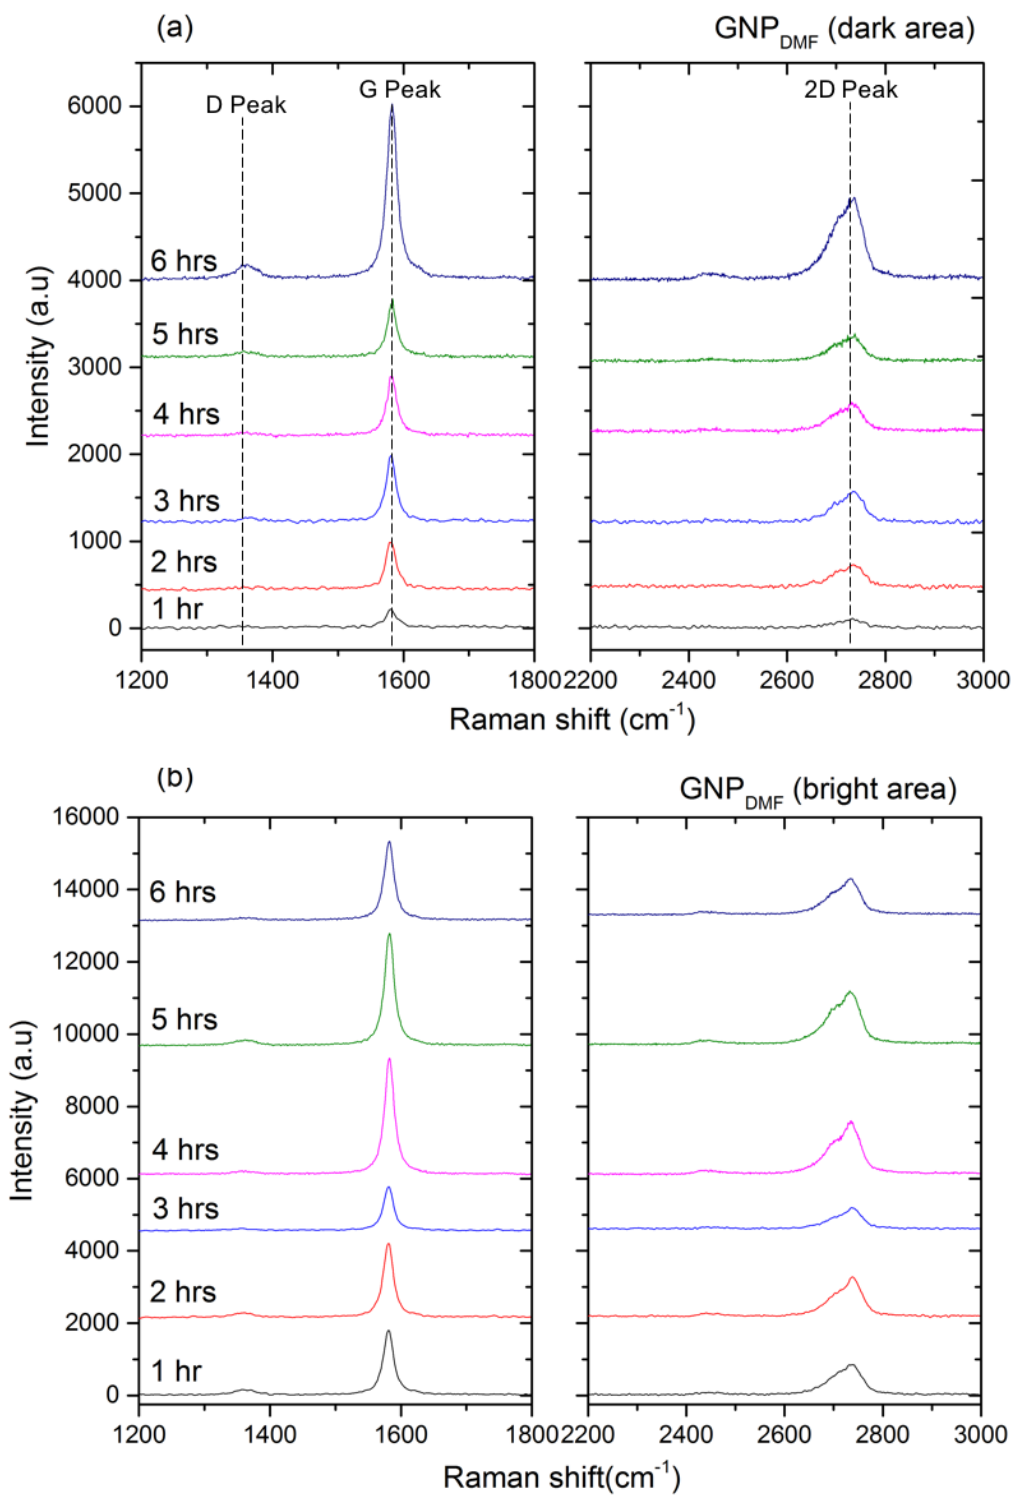 (a)
GNP_DMF (dark area)
D Peak
G Peak
2D Peak
6000
5000
4000
3000
2000
1000
0
6 hrs
5 hrs
4 hrs
3 hrs
2 hrs
1 hr
Intensity (a.u)
1200
1400
1600
1800
2200
2400
2600
2800
3000
Raman shift (cm⁻¹)
(b)
GNP_DMF (bright area)
16000
14000
12000
10000
8000
6000
4000
2000
0
6 hrs
5 hrs
4 hrs
3 hrs
2 hrs
1 hr
Intensity (a.u)
1200
1400
1600
1800
2200
2400
2600
2800
3000
Raman shift(cm⁻¹)